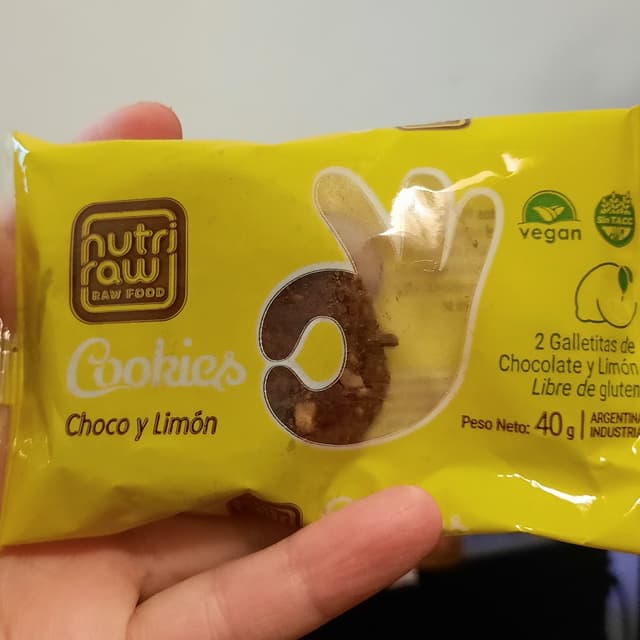 nutri
raw
RAW FOOD
Cookies
Choco y Limón
vegan
Sin TACC
2 Galletitas de
Chocolate y Limón
Libre de gluten
Peso Neto: 40 g
ARGENTINA
INDUSTRIA